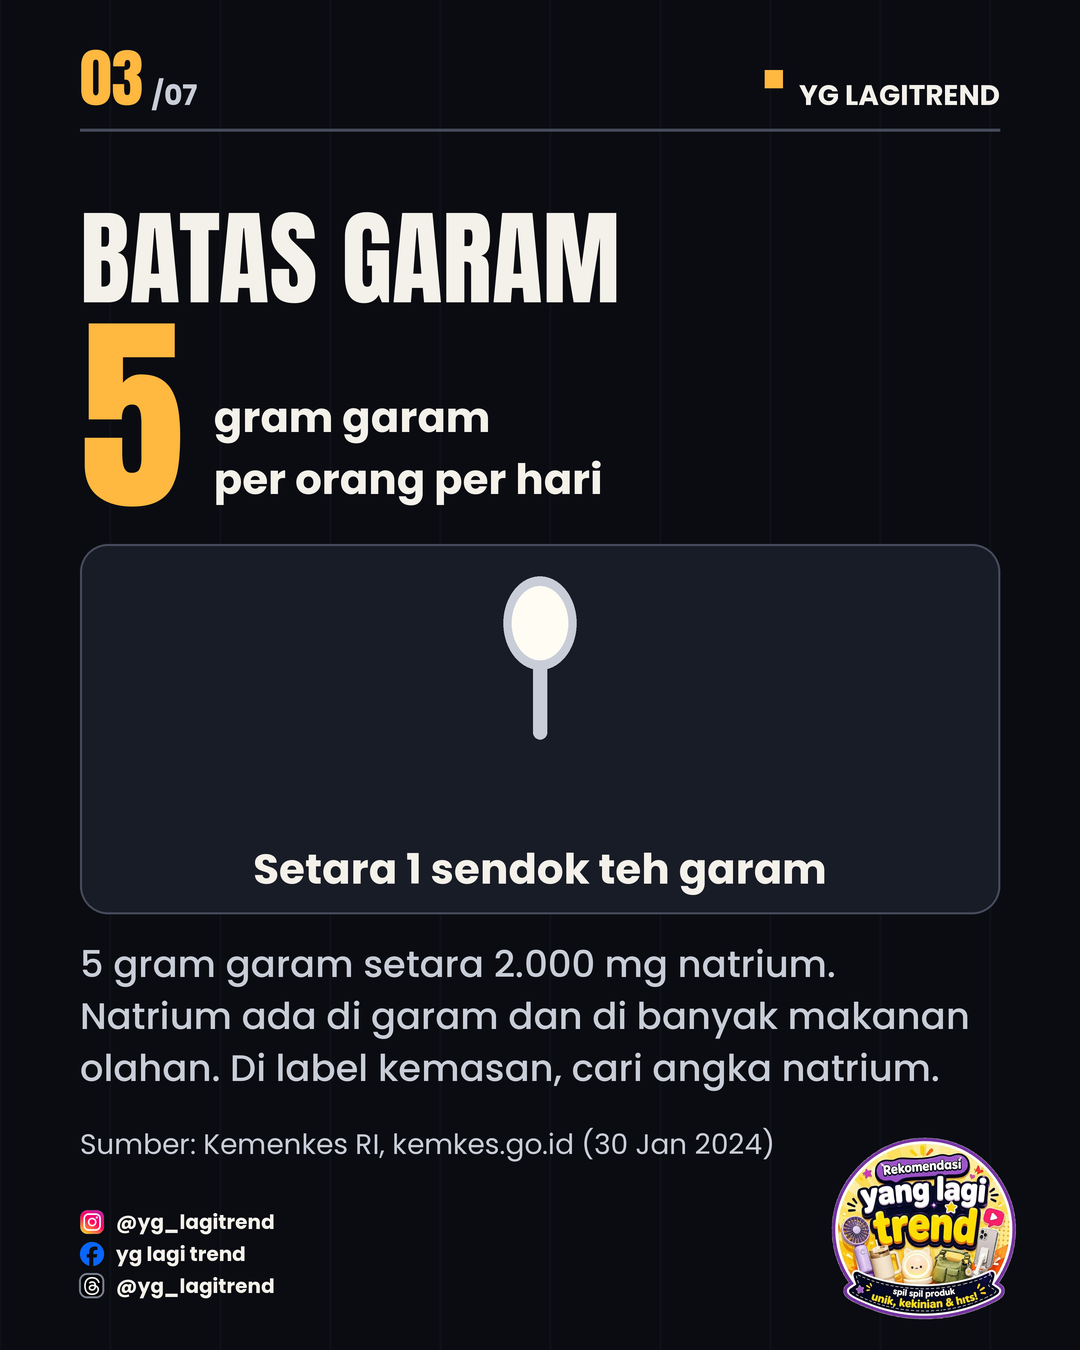 03 /07
YG LAGITREND
BATAS GARAM
5
gram garam
per orang per hari
Setara 1 sendok teh garam
5 gram garam setara 2.000 mg natrium.
Natrium ada di garam dan di banyak makanan
olahan. Di label kemasan, cari angka natrium.
Sumber: Kemenkes RI, kemkes.go.id (30 Jan 2024)
@yg_lagitrend
yg lagi trend
@yg_lagitrend
Rekomendasi
yang lagi
trend
spil spil produk
unik, kekinian & hits!